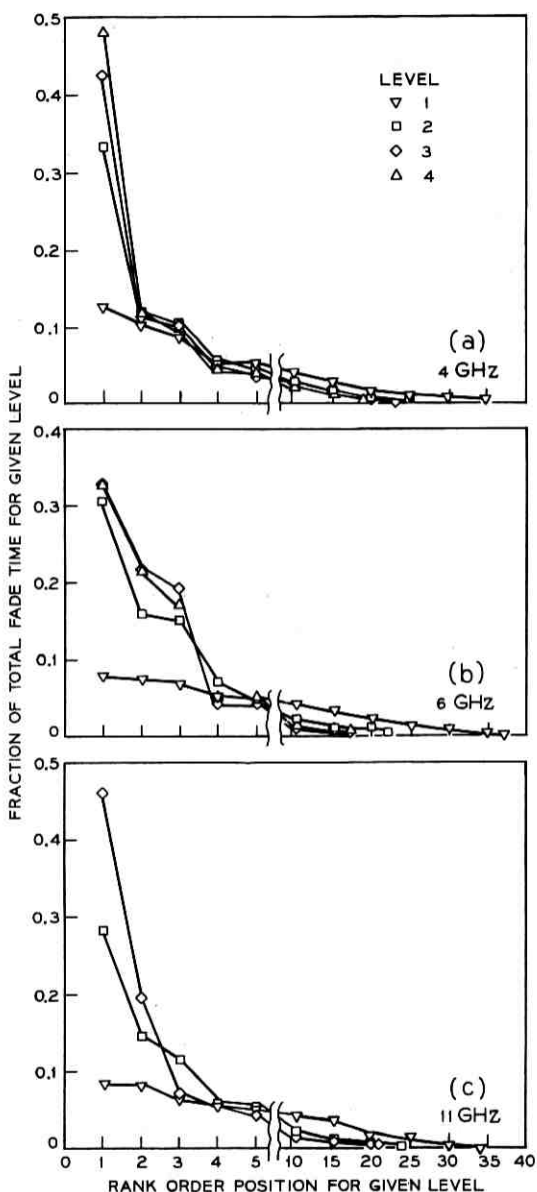 0.5
LEVEL
1
0.4
2
3
4
0.3
0.2
0.1
(a)
4 GHz
0
0.4
0.3
0.2
0.1
(b)
6 GHz
0
0.5
0.4
0.3
0.2
0.1
(c)
11 GHz
0
0 1 2 3 4 5 10 15 20 25 30 35 40
RANK ORDER POSITION FOR GIVEN LEVEL
FRACTION OF TOTAL FADE TIME FOR GIVEN LEVEL